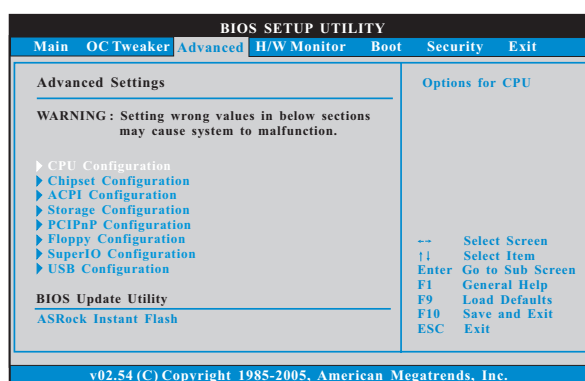 BIOS SETUP UTILITY
Main OC Tweaker Advanced H/W Monitor Boot Security Exit
Advanced Settings
WARNING : Setting wrong values in below sections
may cause system to malfunction.
CPU Configuration
Chipset Configuration
ACPI Configuration
Storage Configuration
PCIPnP Configuration
Floppy Configuration
SuperIO Configuration
USB Configuration
BIOS Update Utility
ASRock Instant Flash
Options for CPU
←→ Select Screen
↑↓ Select Item
Enter Go to Sub Screen
F1 General Help
F9 Load Defaults
F10 Save and Exit
ESC Exit
v02.54 (C) Copyright 1985-2005, American Megatrends, Inc.